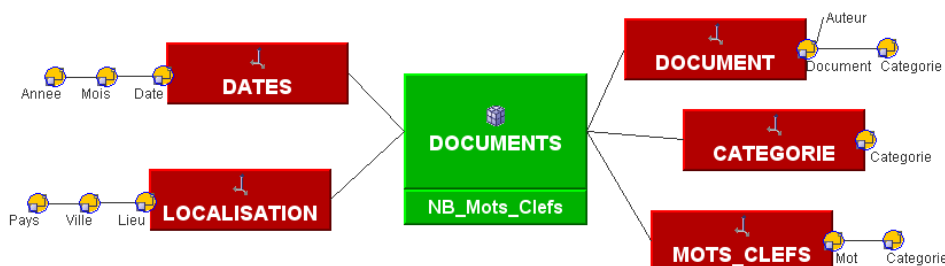 Auteur
DOCUMENT
Document Categorie
DATES
Annee Mois Date
DOCUMENTS
CATEGORIE
Categorie
NB_Mots_Clefs
LOCALISATION
Pays Ville Lieu
MOTS_CLEFS
Mot Categorie